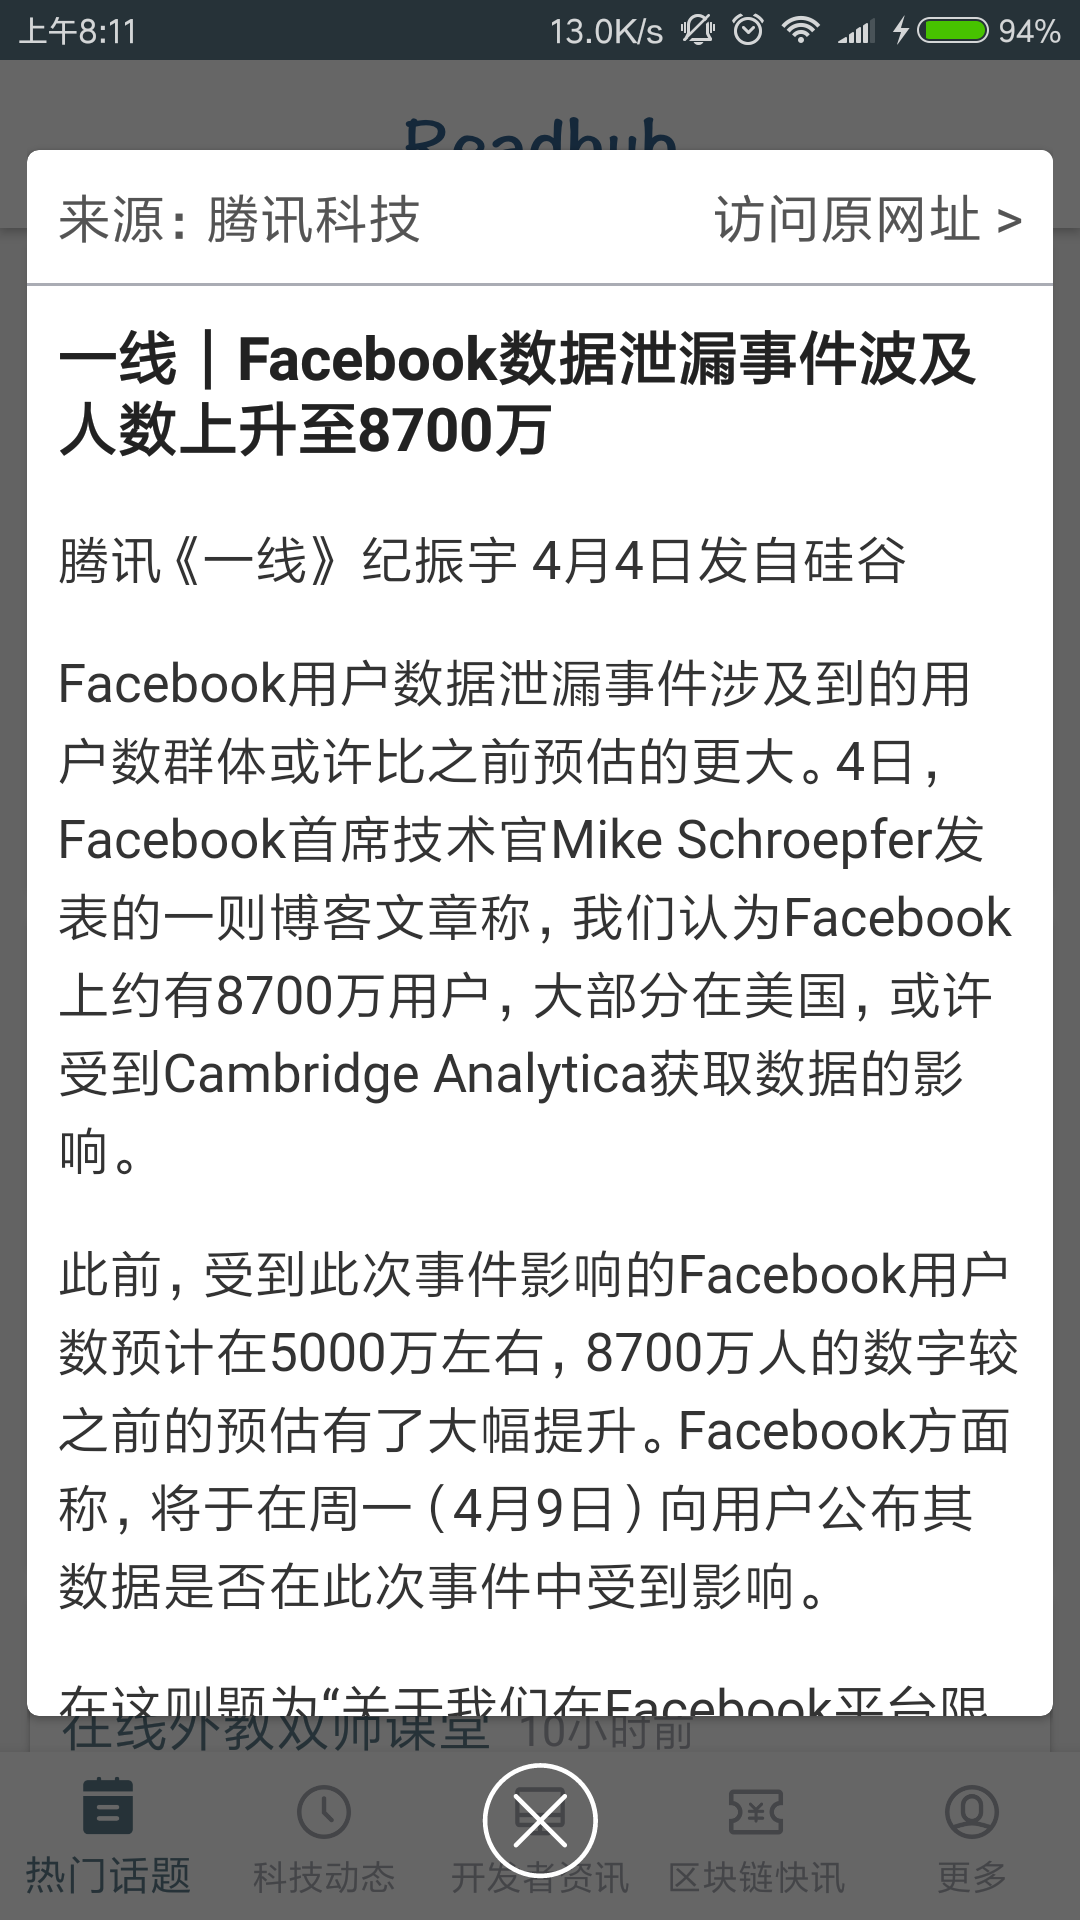 上午8:11 13.0K/s 94%
Readhub
来源：腾讯科技 访问原网址 >
一线｜Facebook数据泄漏事件波及
人数上升至8700万
腾讯《一线》纪振宇 4月4日发自硅谷
Facebook用户数据泄漏事件涉及到的用
户数群体或许比之前预估的更大。4日，
Facebook首席技术官Mike Schroepfer发
表的一则博客文章称，我们认为Facebook
上约有8700万用户，大部分在美国，或许
受到Cambridge Analytica获取数据的影
响。
此前，受到此次事件影响的Facebook用户
数预计在5000万左右，8700万人的数字较
之前的预估有了大幅提升。Facebook方面
称，将于在周一（4月9日）向用户公布其
数据是否在此次事件中受到影响。
在这则题为“关于我们在Facebook平台限
在线外教双师课堂 10小时前
热门话题 科技动态 开发者资讯 区块链快讯 更多